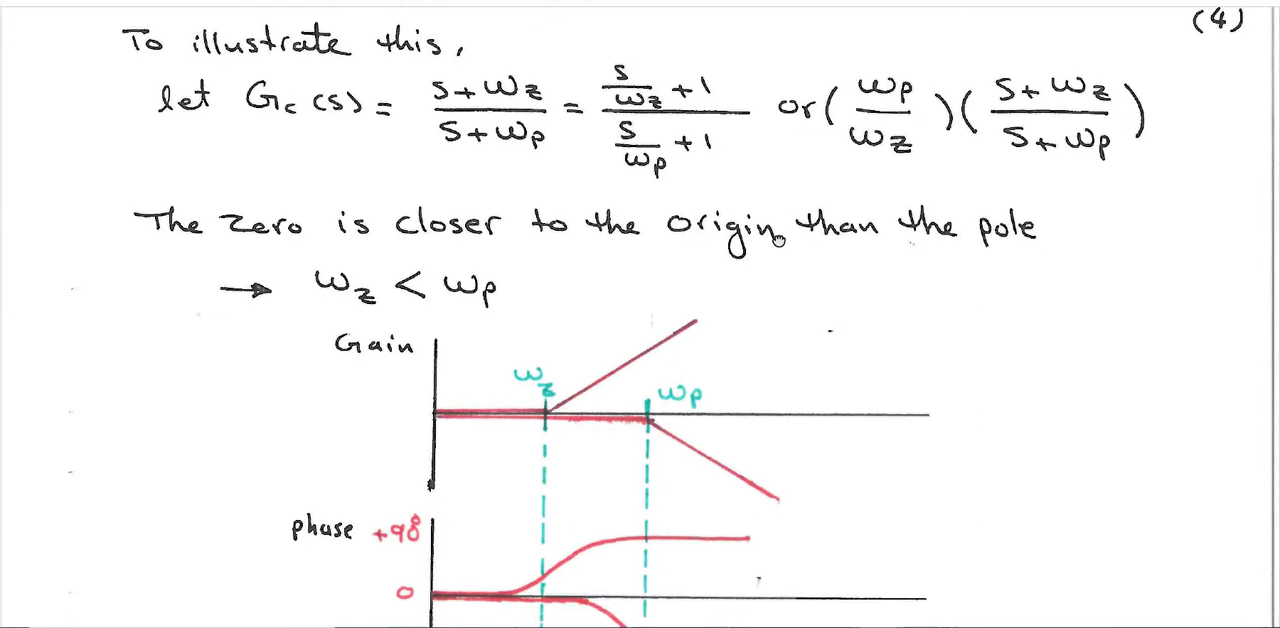 (4)
To illustrate this,
let Gc(s) = (s+ωz)/(s+ωp) = (s/ωz +1)/(s/ωp +1) or (ωp/ωz)((s+ωz)/(s+ωp))
The zero is closer to the origin than the pole
→ ωz < ωp
Gain
ωz
ωp
phase +90°
0